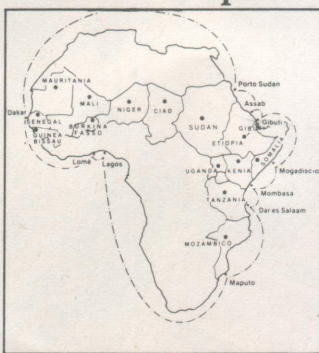 MAURITANIA
Porto Sudan
MALI
NIGER
CIAD
Assab
Dakar
SENEGAL
BURKINA
FASSO
SUDAN
Gibuti
GIBUTI
GUINEA
BISSAU
ETIOPIA
SOMALIA
Lomé
Lagos
UGANDA
KENIA
Mogadiscio
Mombasa
TANZANIA
Dar es Salaam
MOZAMBICO
Maputo